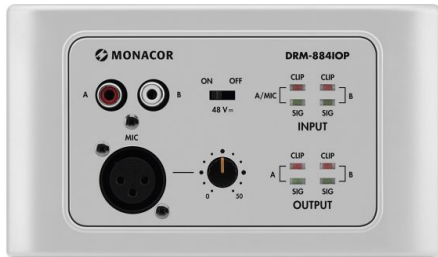 MONACOR
DRM-884IOP
A
B
ON OFF
48 V⎓
MIC
0
50
CLIP CLIP
A/MIC
B
SIG SIG
INPUT
CLIP CLIP
A
B
SIG SIG
OUTPUT